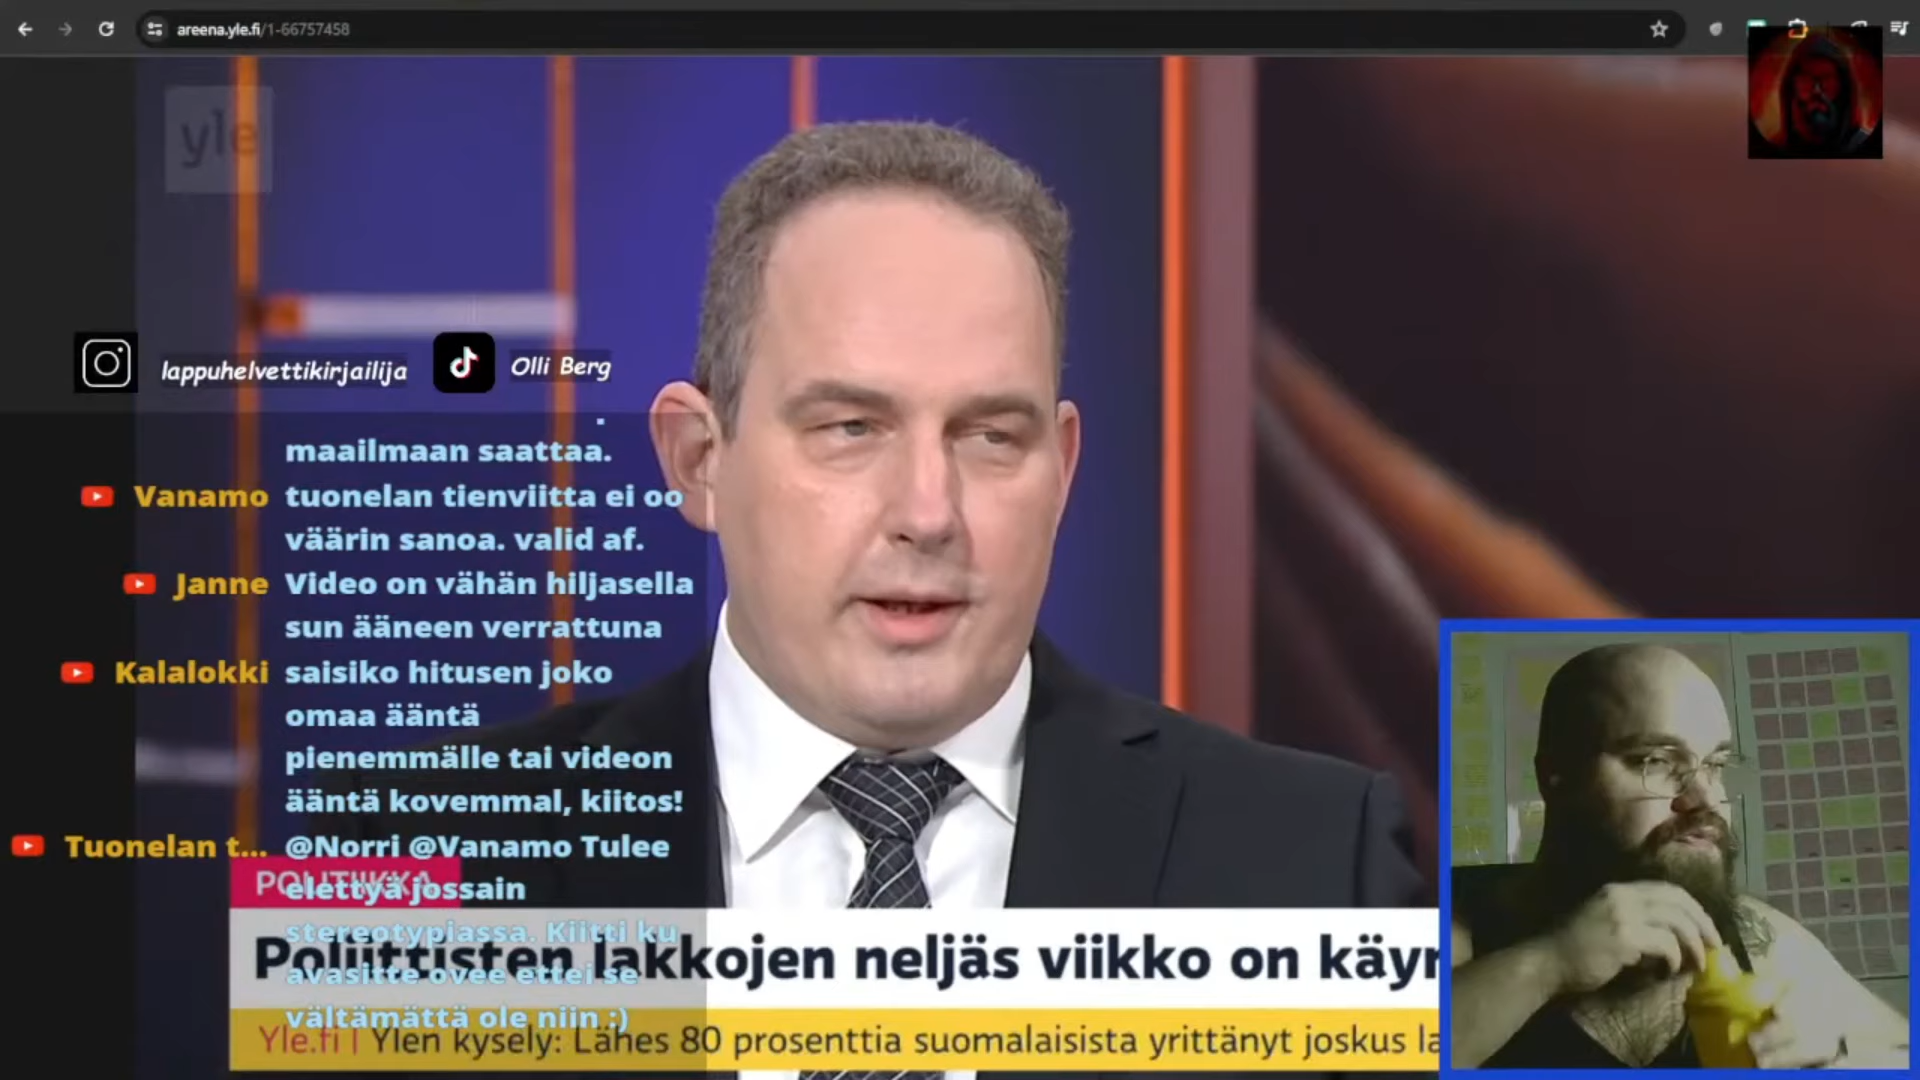 areena.yle.fi/1-66757458
yle
lappuhelvettikirjailija
Olli Berg
maailmaan saattaa.
Vanamo tuonelan tienviitta ei oo
väärin sanoa. valid af.
Janne Video on vähän hiljasella
sun ääneen verrattuna
Kalalokki saisiko hitusen joko
omaa ääntä
pienemmälle tai videon
ääntä kovemmal, kiitos!
Tuonelan t... @Norri @Vanamo Tulee
elettyä jossain
stereotypiassa. Kiitti ku
avasitte ovee ettei se
välttämättä ole niin :)
POLITIIKKA
Poliittisten lakkojen neljäs viikko on käyn
Yle.fi | Ylen kysely: Lähes 80 prosenttia suomalaisista yrittänyt joskus la